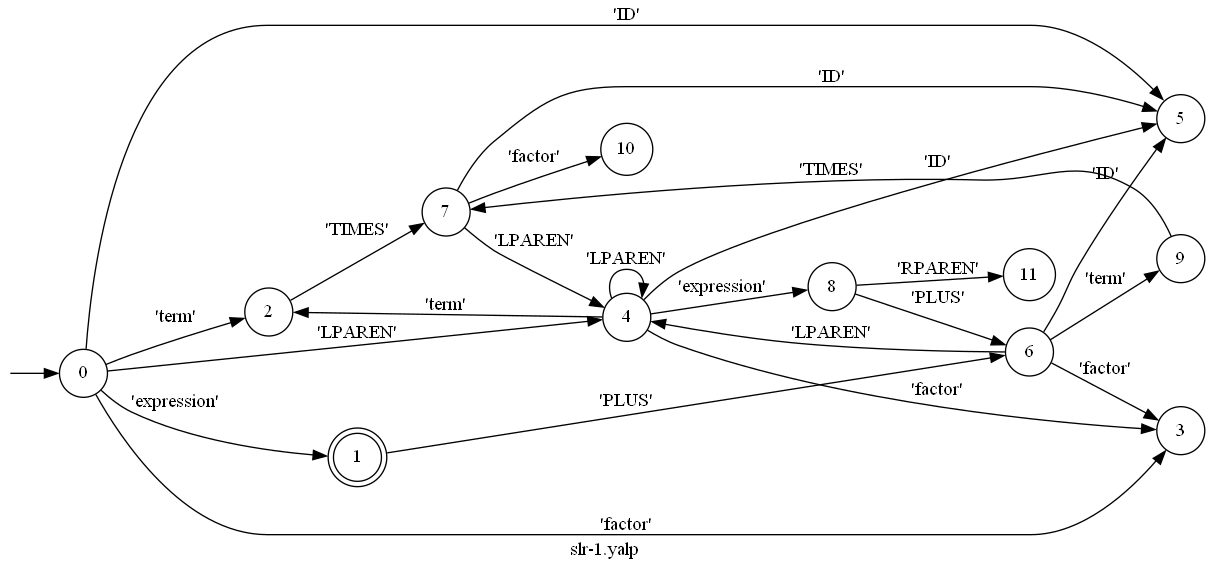 'ID'
'ID'
5
10
'factor'
'ID'
'TIMES'
'ID'
7
'TIMES'
'LPAREN'
9
'LPAREN'
'RPAREN'
11
'term'
'expression'
8
'PLUS'
2
'term'
4
'term'
'LPAREN'
'LPAREN'
6
0
'factor'
'expression'
'PLUS'
'factor'
3
1
'factor'
slr-1.yalp